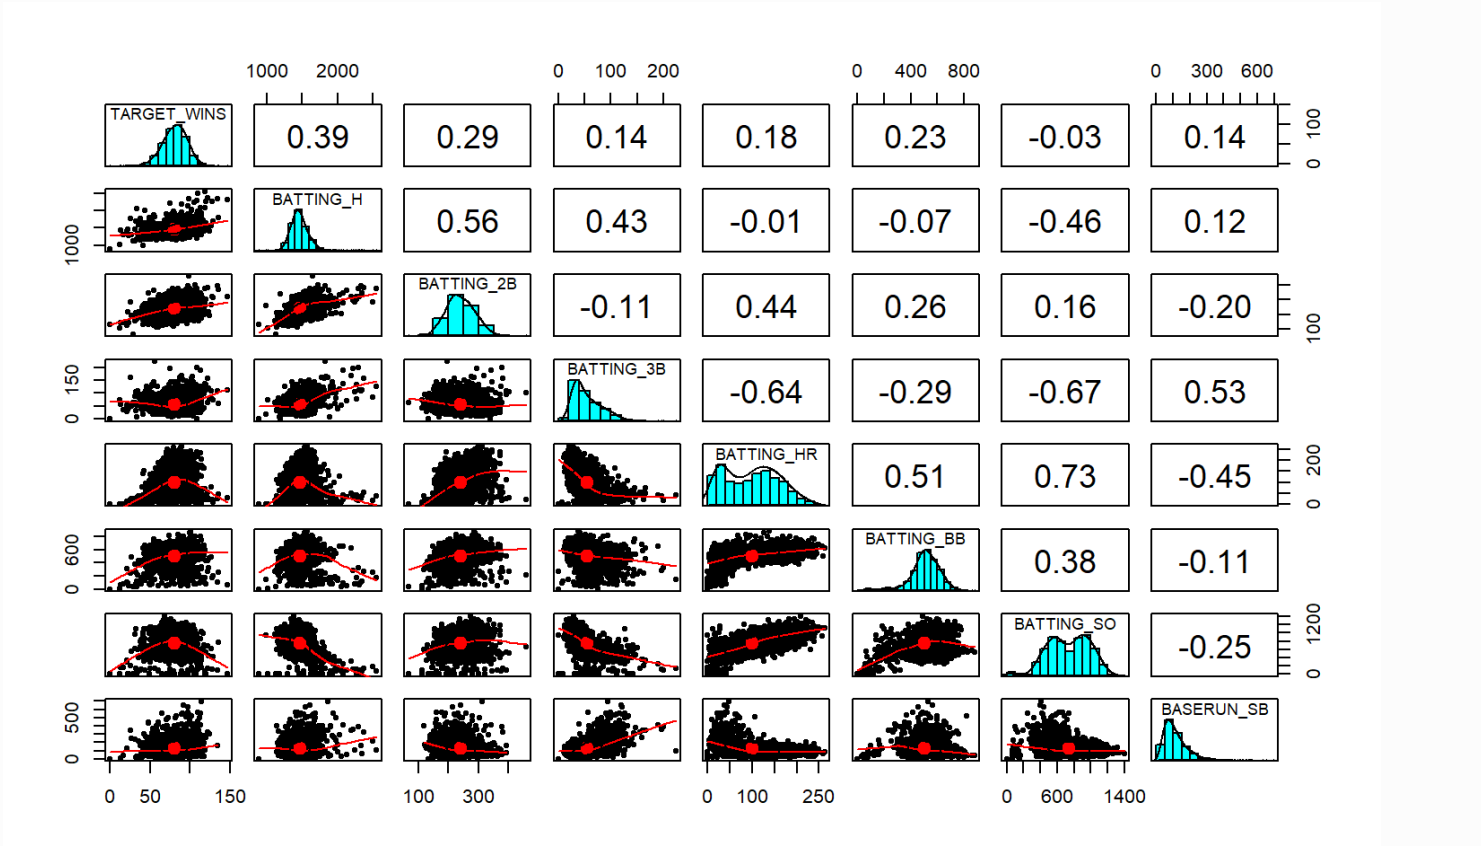 1000 2000 0 100 200 0 400 800 0 300 600
TARGET_WINS 0.39 0.29 0.14 0.18 0.23 -0.03 0.14 0 100
1000 BATTING_H 0.56 0.43 -0.01 -0.07 -0.46 0.12
BATTING_2B -0.11 0.44 0.26 0.16 -0.20 100
0 150 BATTING_3B -0.64 -0.29 -0.67 0.53
BATTING_HR 0.51 0.73 -0.45 0 200
0 600 BATTING_BB 0.38 -0.11
BATTING_SO -0.25 0 1200
0 500 BASERUN_SB
0 50 150 100 300 0 100 250 0 600 1400